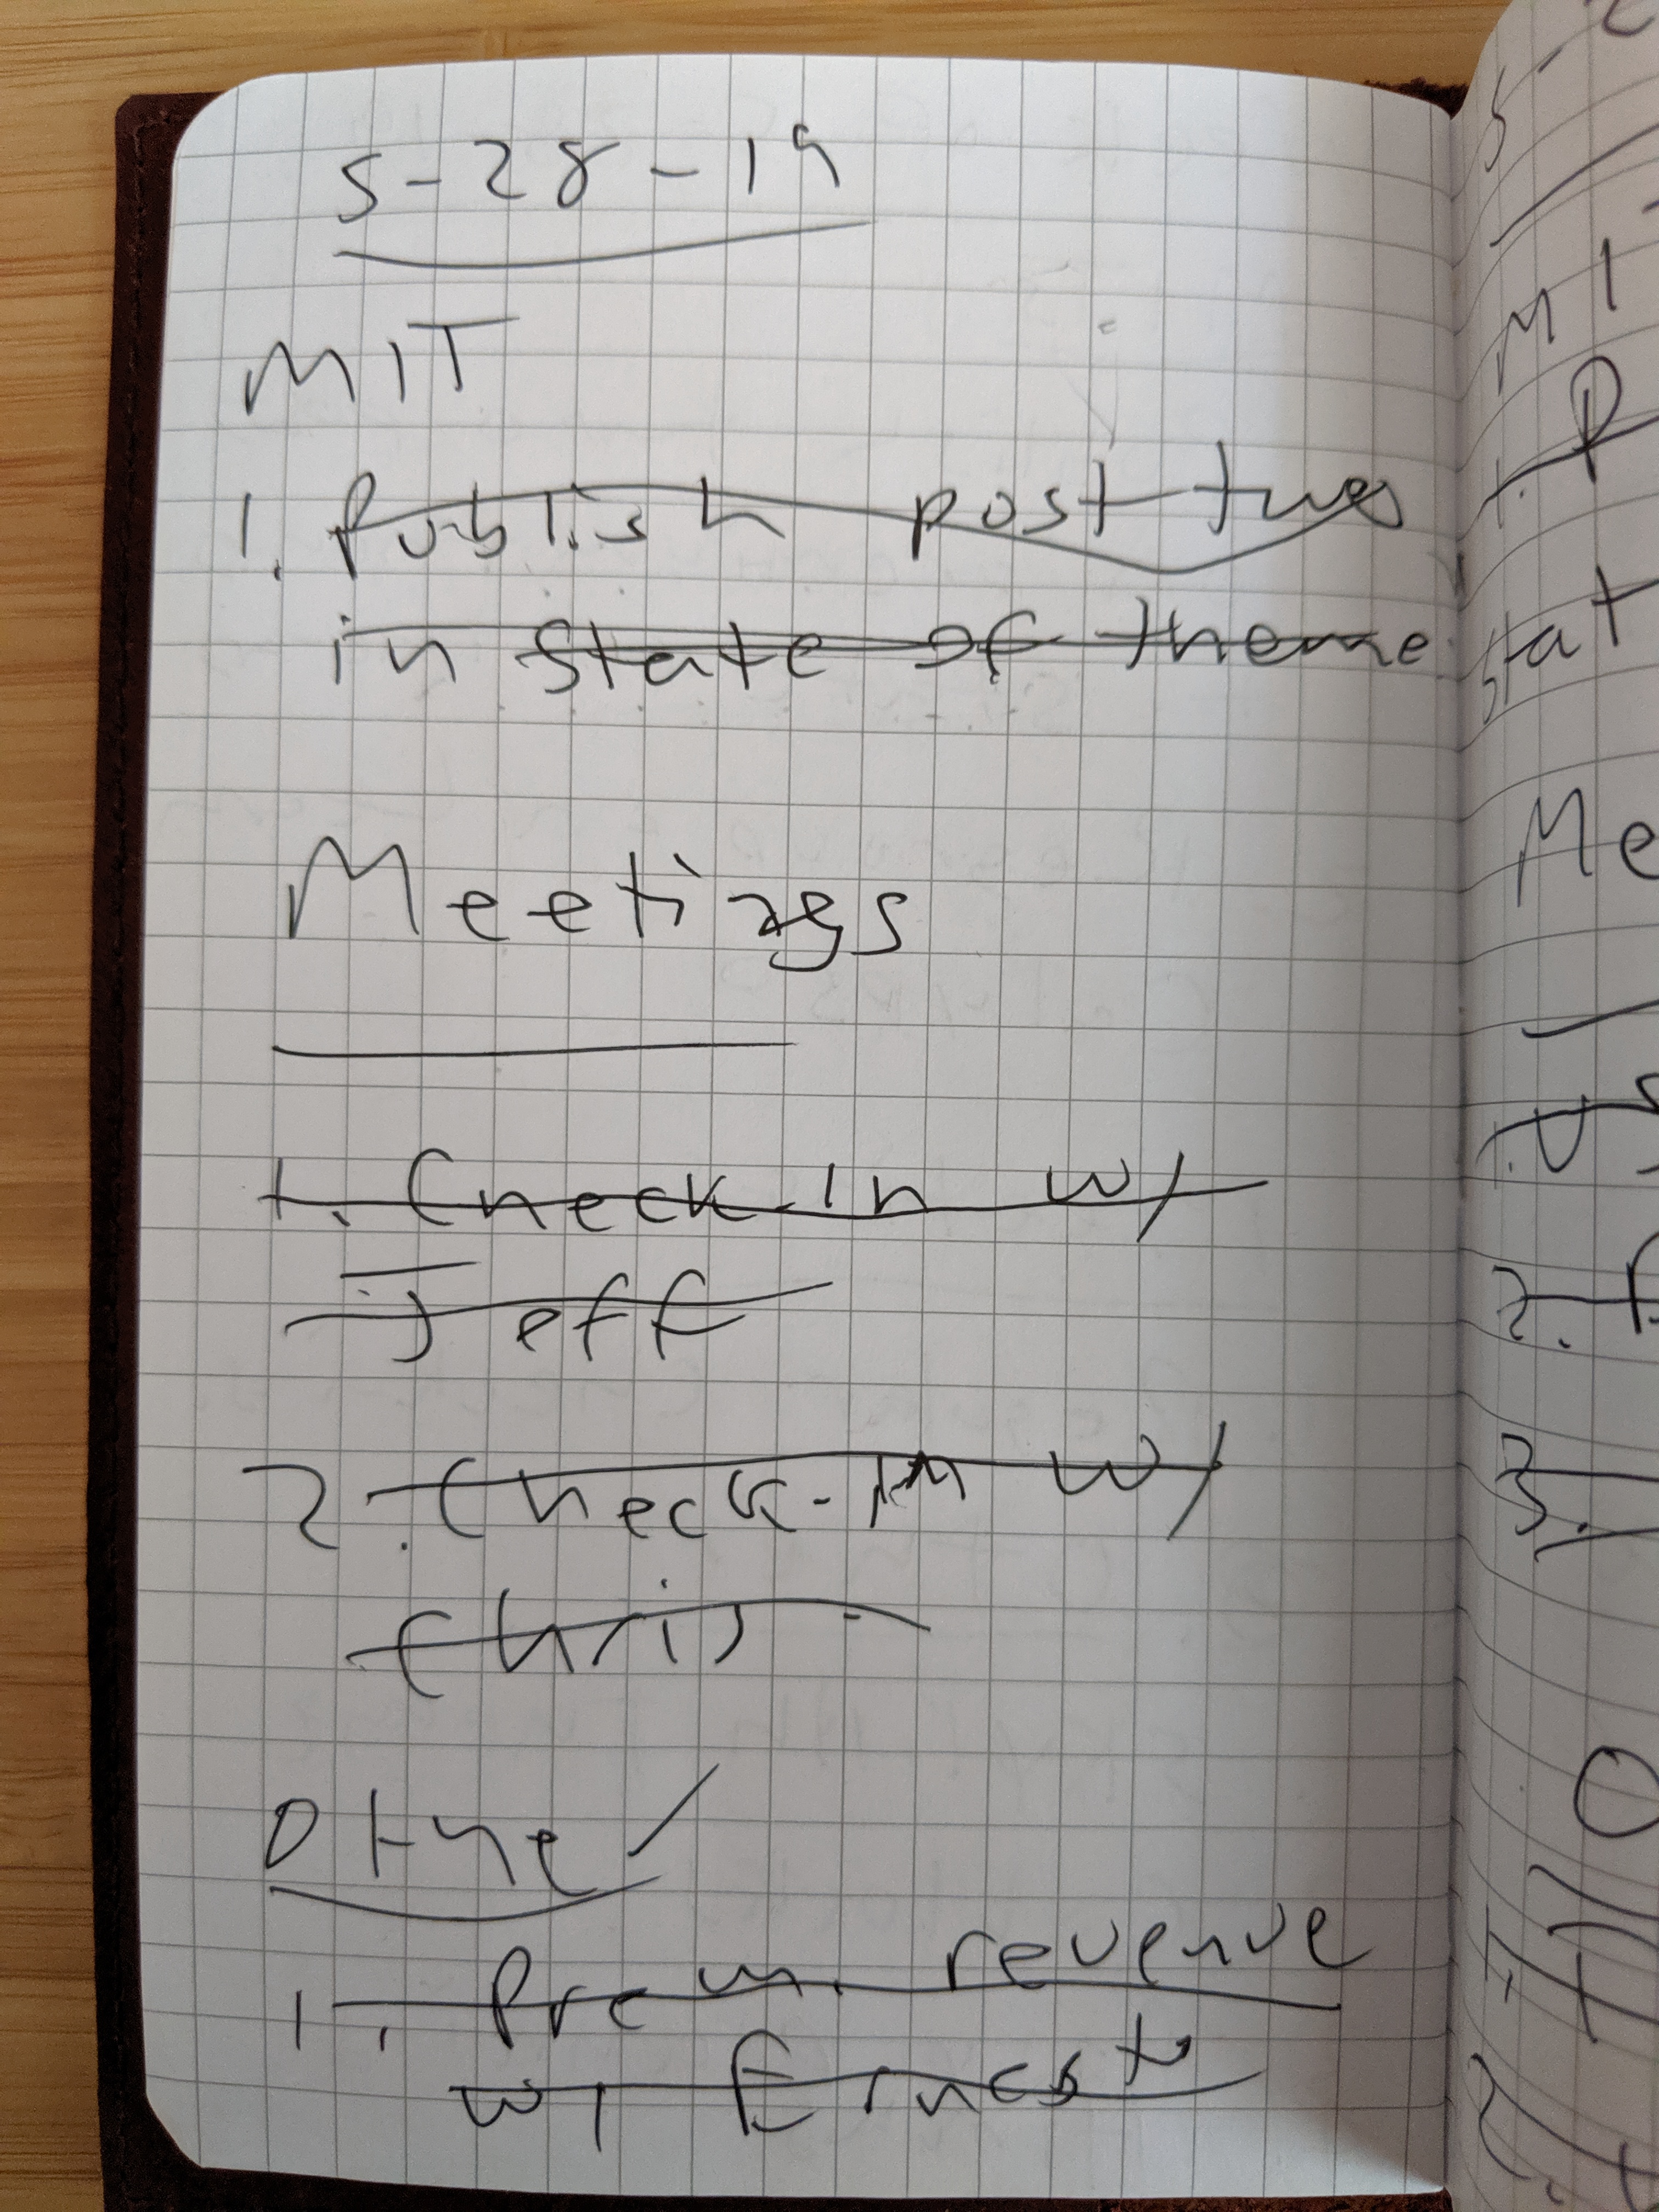 5-28-19
MIT
1. Publish post two
in state of theme
Meetings
1. Check-in w/
Jeff
2. Check-in w/
Chris
Other
1. Prem. revenue
w/ Ernest
5
MI
1. P
Stat
Me
1.
2.
3.
O
1.
2.